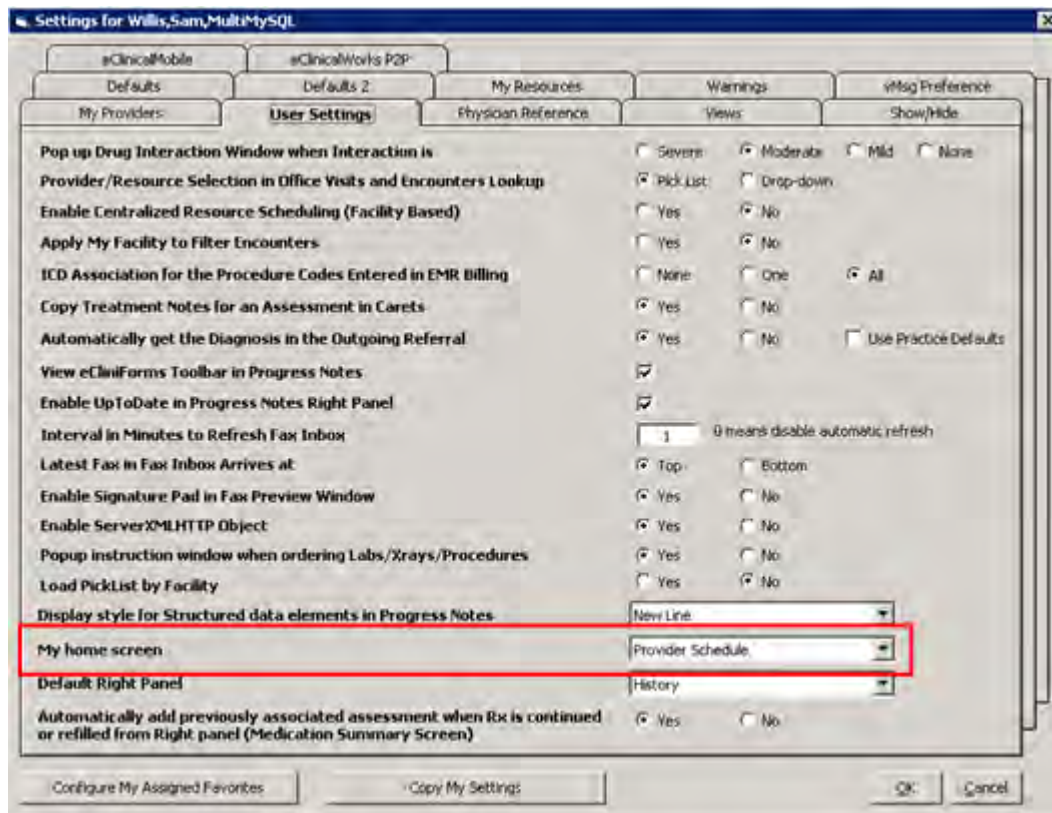 Settings for Willis,Sam,MultiMySQL
eClinicalMobile eClinicalWorks P2P
Defaults Defaults 2 My Resources Warnings vMsg Preference
My Providers User Settings Physician Reference Views Show/Hide
Pop up Drug Interaction Window when Interaction is Severe Moderate Mild None
Provider/Resource Selection in Office Visits and Encounters Lookup Pick List Drop-down
Enable Centralized Resource Scheduling (Facility Based) Yes No
Apply My Facility to Filter Encounters Yes No
ICD Association for the Procedure Codes Entered in EMR Billing None One All
Copy Treatment Notes for an Assessment in Carets Yes No
Automatically get the Diagnosis in the Outgoing Referral Yes No Use Practice Defaults
View eCliniForms Toolbar in Progress Notes
Enable UpToDate in Progress Notes Right Panel
Interval in Minutes to Refresh Fax Inbox 1 0 means disable automatic refresh
Latest Fax in Fax Inbox Arrives at Top Bottom
Enable Signature Pad in Fax Preview Window Yes No
Enable ServerXMLHTTP Object Yes No
Popup instruction window when ordering Labs/Xrays/Procedures Yes No
Load PickList by Facility Yes No
Display style for Structured data elements in Progress Notes New Line
My home screen Provider Schedule
Default Right Panel History
Automatically add previously associated assessment when Rx is continued Yes No
or refilled from Right panel (Medication Summary Screen)
Configure My Assigned Favorites Copy My Settings OK Cancel